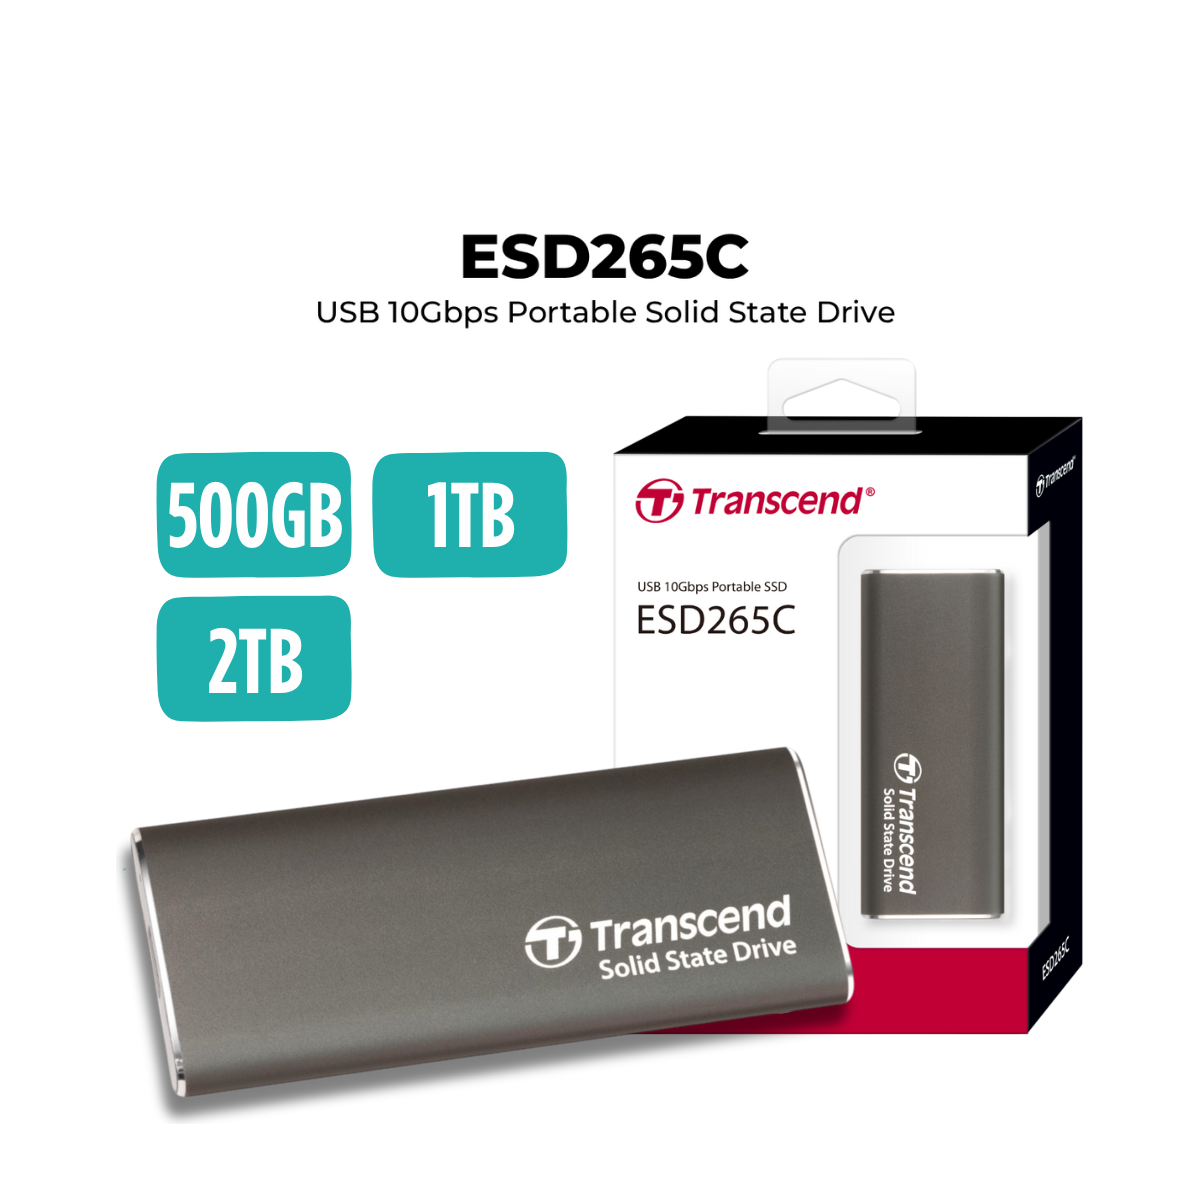 ESD265C
USB 10Gbps Portable Solid State Drive
500GB
1TB
2TB
Transcend®
USB 10Gbps Portable SSD
ESD265C
Transcend®
Transcend
Solid State Drive
ESD265C
Transcend
Solid State Drive